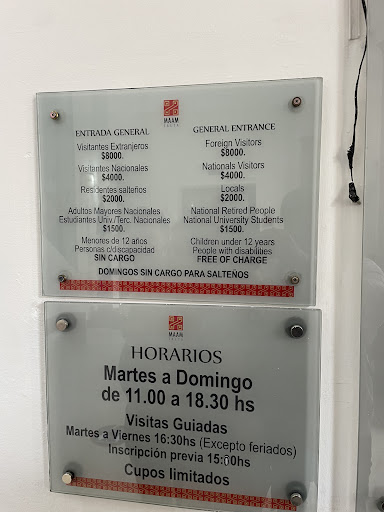 MAAM
SALTA
ENTRADA GENERAL
Visitantes Extranjeros
$8000.
Visitantes Nacionales
$4000.
Residentes salteños
$2000.
Adultos Mayores Nacionales
Estudiantes Univ./Terc. Nacionales
$1500.
Menores de 12 años
Personas c/discapacidad
SIN CARGO
GENERAL ENTRANCE
Foreign Visitors
$8000.
Nationals Visitors
$4000.
Locals
$2000.
National Retired People
National University Students
$1500.
Children under 12 years
People with disabilities
FREE OF CHARGE
DOMINGOS SIN CARGO PARA SALTEÑOS
MAAM
SALTA
HORARIOS
Martes a Domingo
de 11.00 a 18.30 hs
Visitas Guiadas
Martes a Viernes 16:30hs (Excepto feriados)
Inscripción previa 15:00hs
Cupos limitados